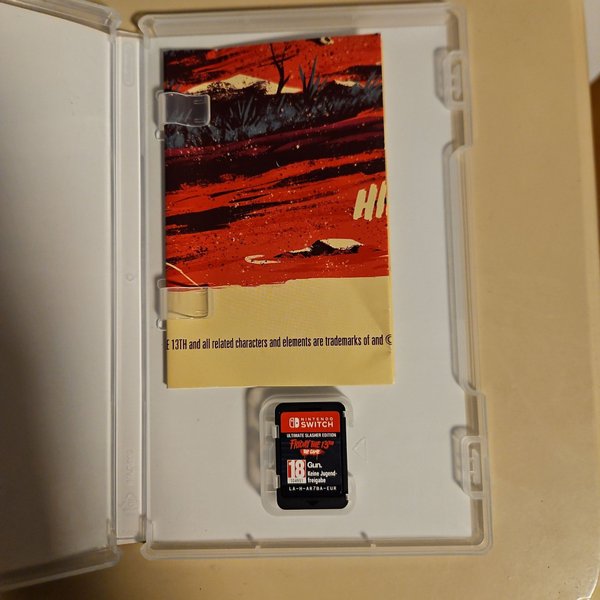 HI
E 13TH and all related characters and elements are trademarks of and ©
NINTENDO
SWITCH
ULTIMATE SLASHER EDITION
FRIDAY THE 13TH
THE GAME
18
Gun.
Keine Jugend-
freigabe
LA-H-AR7BA-EUR